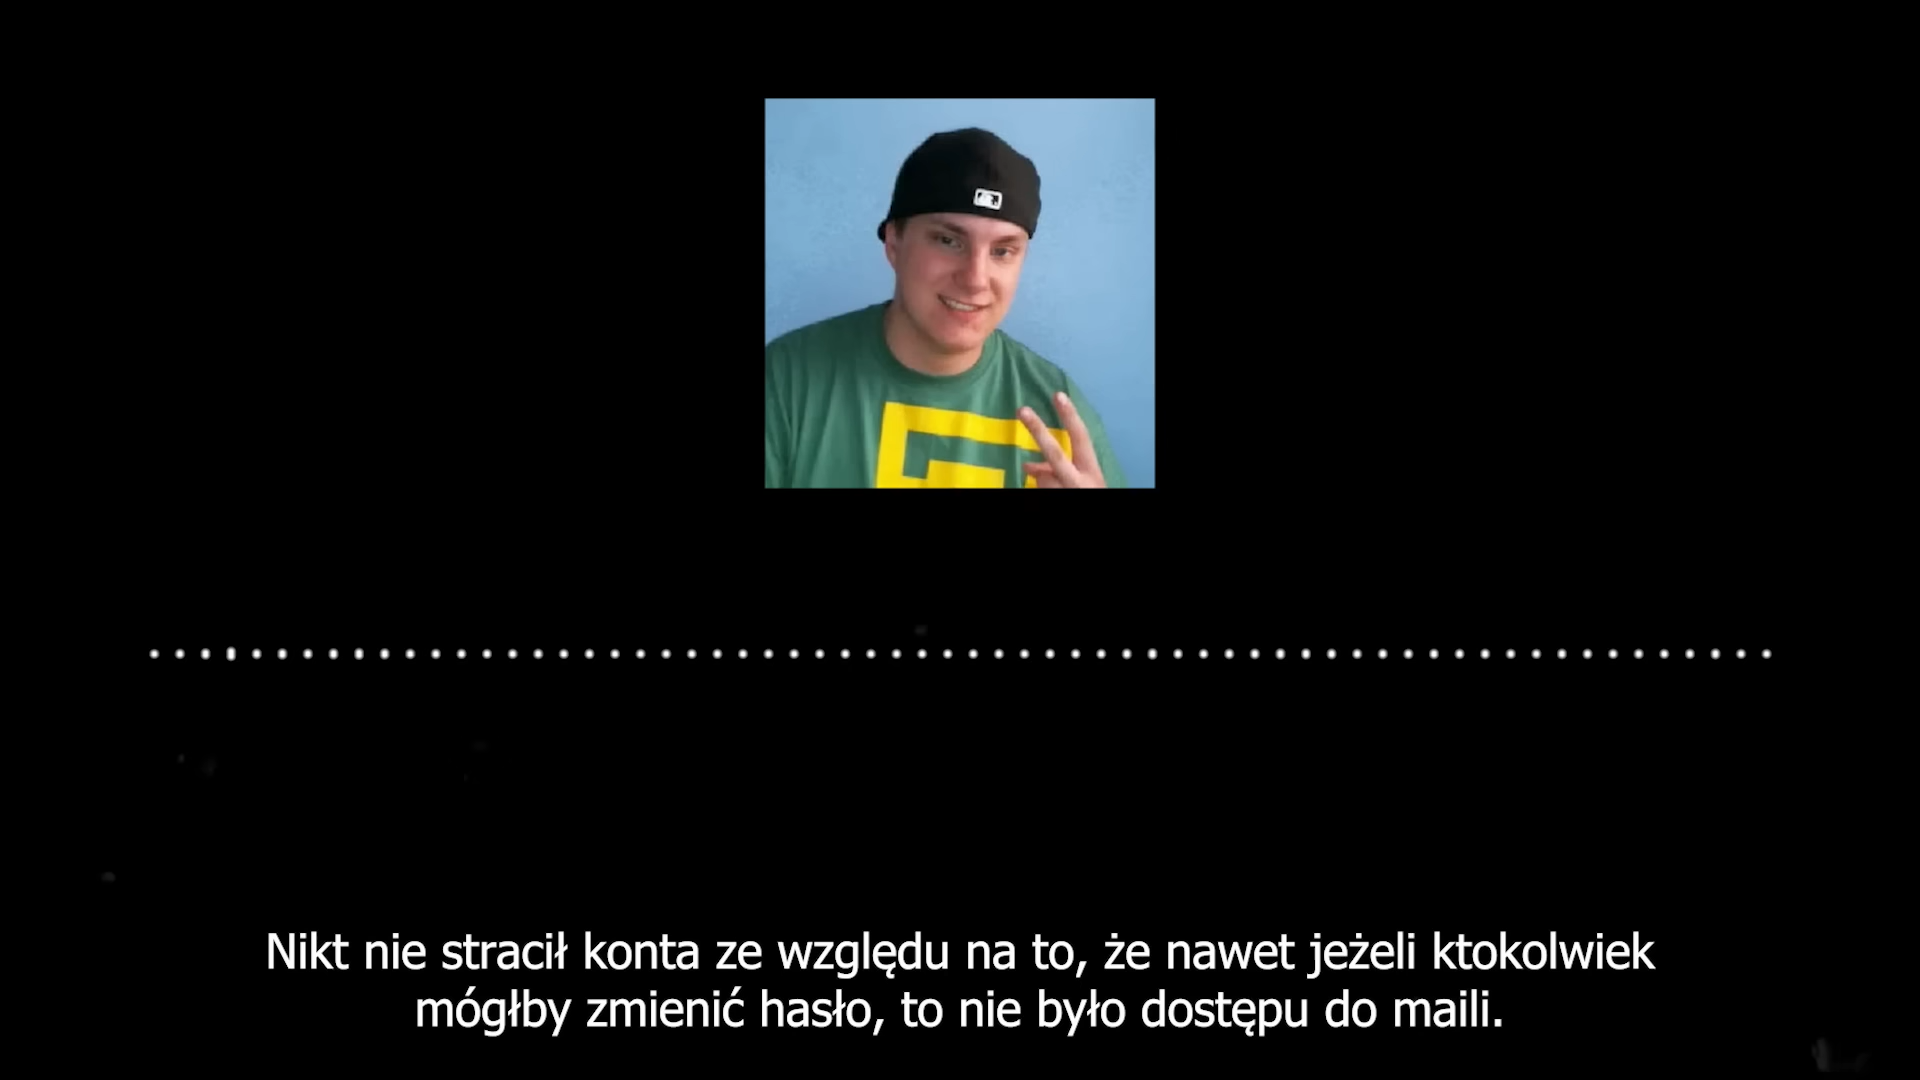 Nikt nie stracił konta ze względu na to, że nawet jeżeli ktokolwiek
mógłby zmienić hasło, to nie było dostępu do maili.